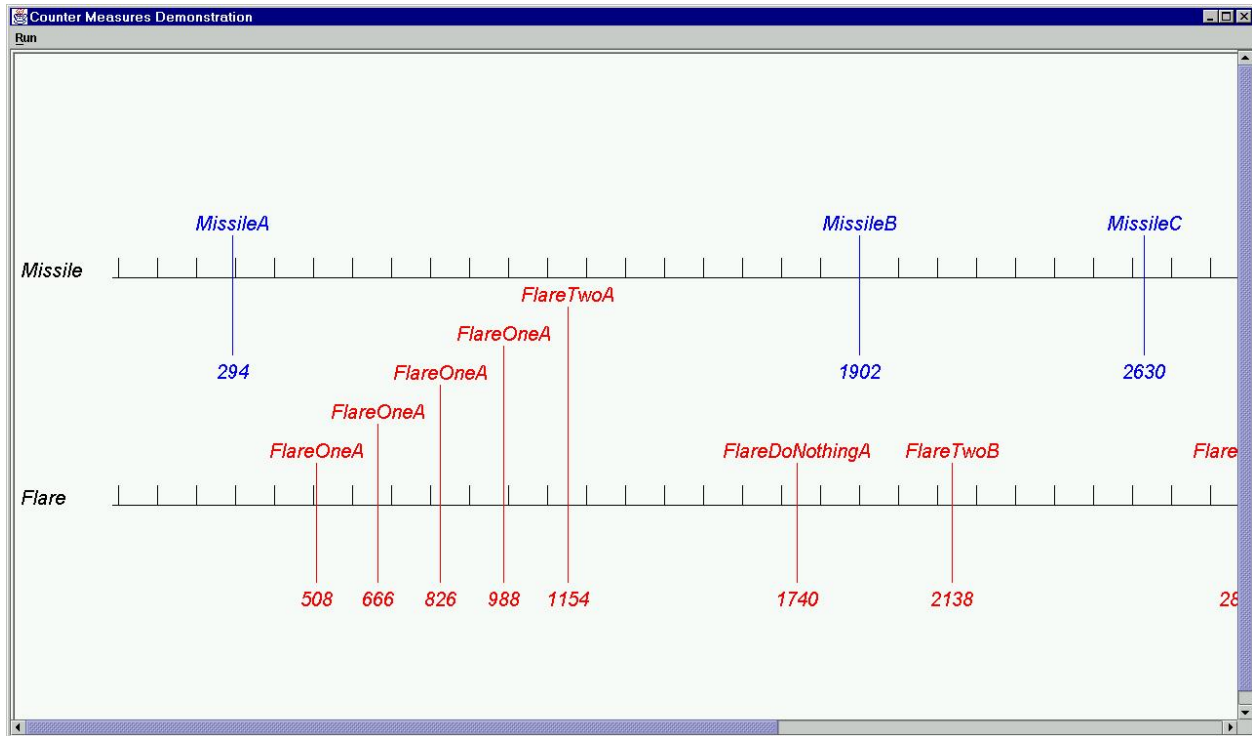 Counter Measures Demonstration
Run
MissileA MissileB MissileC
Missile
FlareTwoA
FlareOneA
294 1902 2630
FlareOneA
FlareOneA
FlareOneA FlareDoNothingA FlareTwoB Flare
Flare
508 666 826 988 1154 1740 2138 28